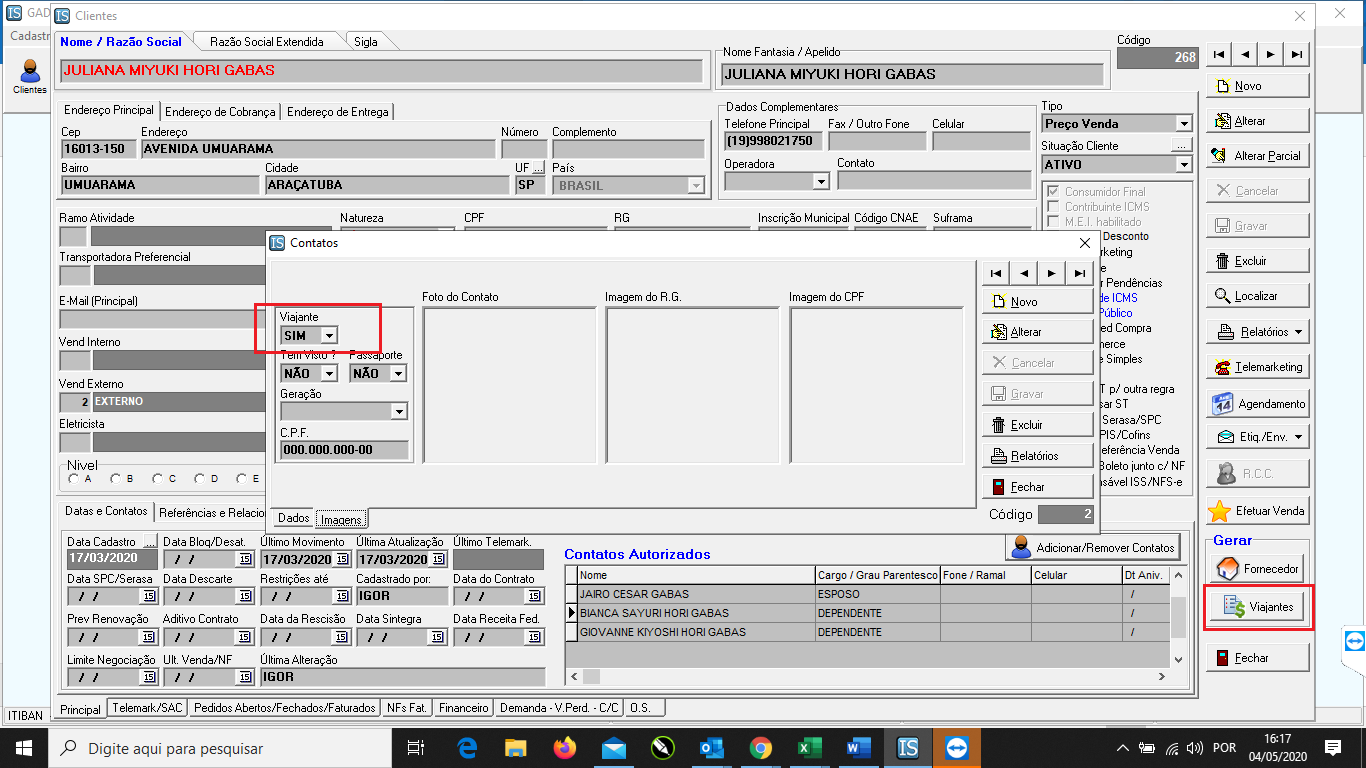 GAD
Clientes
Cadastr
Clientes
Nome / Razão Social
Razão Social Extendida
Sigla
JULIANA MIYUKI HORI GABAS
Nome Fantasia / Apelido
JULIANA MIYUKI HORI GABAS
Código
268
Endereço Principal
Endereço de Cobrança
Endereço de Entrega
Cep
Endereço
Número
Complemento
16013-150
AVENIDA UMUARAMA
Bairro
Cidade
UF ...
País
UMUARAMA
ARAÇATUBA
SP
BRASIL
Dados Complementares
Telefone Principal
Fax / Outro Fone
Celular
(19)998021750
Operadora
Contato
Tipo
Preço Venda
Situação Cliente
...
ATIVO
Consumidor Final
Contribuinte ICMS
M.E.I. habilitado
Desconto
rketing
e
r Pendências
de ICMS
Público
ed Compra
merce
e Simples
T p/ outra regra
sar ST
Serasa/SPC
PIS/Cofins
eferência Venda
Boleto junto c/ NF
nsável ISS/NFS-e
Novo
Alterar
Alterar Parcial
Cancelar
Gravar
Excluir
Localizar
Relatórios
Telemarketing
Agendamento
Etiq./Env.
R.C.C.
Efetuar Venda
Gerar
Fornecedor
Viajantes
Fechar
Ramo Atividade
Natureza
CPF
RG
Inscrição Municipal
Código CNAE
Suframa
Transportadora Preferencial
E-Mail (Principal)
Vend Interno
Vend Externo
2
EXTERNO
Eletricista
Nivel
A
B
C
D
E
Contatos
Viajante
SIM
Tem Visto ?
Passaporte
NÃO
NÃO
Geração
C.P.F.
000.000.000-00
Foto do Contato
Imagem do R.G.
Imagem do CPF
Dados
Imagens
Novo
Alterar
Cancelar
Gravar
Excluir
Relatórios
Fechar
Código
2
Datas e Contatos
Referências e Relacio
Data Cadastro
...
Data Bloq/Desat.
Último Movimento
Última Atualização
Último Telemark.
17/03/2020
/ /
15
17/03/2020
15
17/03/2020
15
Data SPC/Serasa
Data Descarte
Restrições até
Cadastrado por:
Data do Contrato
/ /
15
/ /
15
/ /
15
IGOR
/ /
15
Prev Renovação
Aditivo Contrato
Data da Rescisão
Data Sintegra
Data Receita Fed.
/ /
15
/ /
15
/ /
15
/ /
15
/ /
15
Limite Negociação
Ult. Venda/NF
Última Alteração
/ /
15
/ /
15
IGOR
Contatos Autorizados
Adicionar/Remover Contatos
Nome
Cargo / Grau Parentesco
Fone / Ramal
Celular
Dt Aniv.
JAIRO CESAR GABAS
ESPOSO
/
BIANCA SAYURI HORI GABAS
DEPENDENTE
/
GIOVANNE KIYOSHI HORI GABAS
DEPENDENTE
/
Principal
Telemark/SAC
Pedidos Abertos/Fechados/Faturados
NFs Fat.
Financeiro
Demanda - V.Perd. - C/C
O.S.
ITIBAN
Digite aqui para pesquisar
POR
16:17
04/05/2020